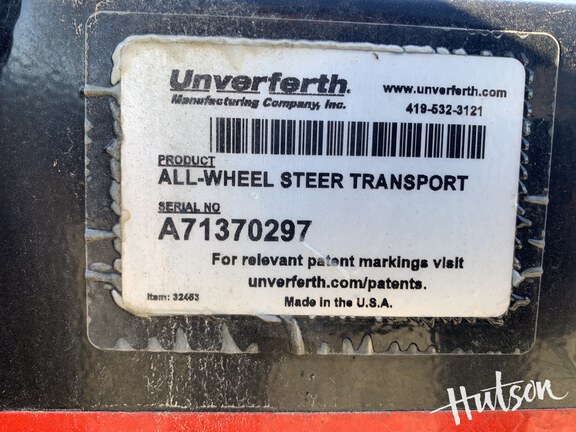 Unverferth
Manufacturing Company, Inc.
www.unverferth.com
419-532-3121
PRODUCT
ALL-WHEEL STEER TRANSPORT
SERIAL NO
A71370297
For relevant patent markings visit
unverferth.com/patents.
Item: 32463
Made in the U.S.A.
Hutson